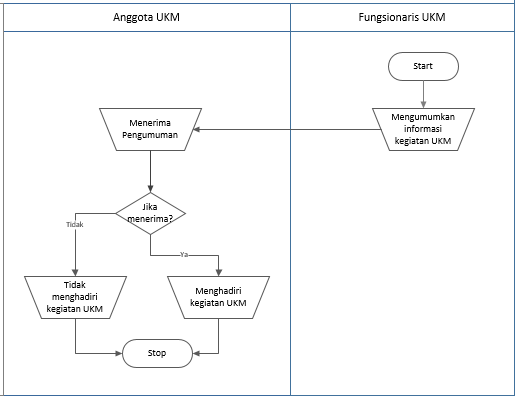 Anggota UKM
Fungsionaris UKM
Start
Mengumumkan
informasi
kegiatan UKM
Menerima
Pengumuman
Jika
menerima?
Tidak
Ya
Tidak
menghadiri
kegiatan UKM
Menghadiri
kegiatan UKM
Stop